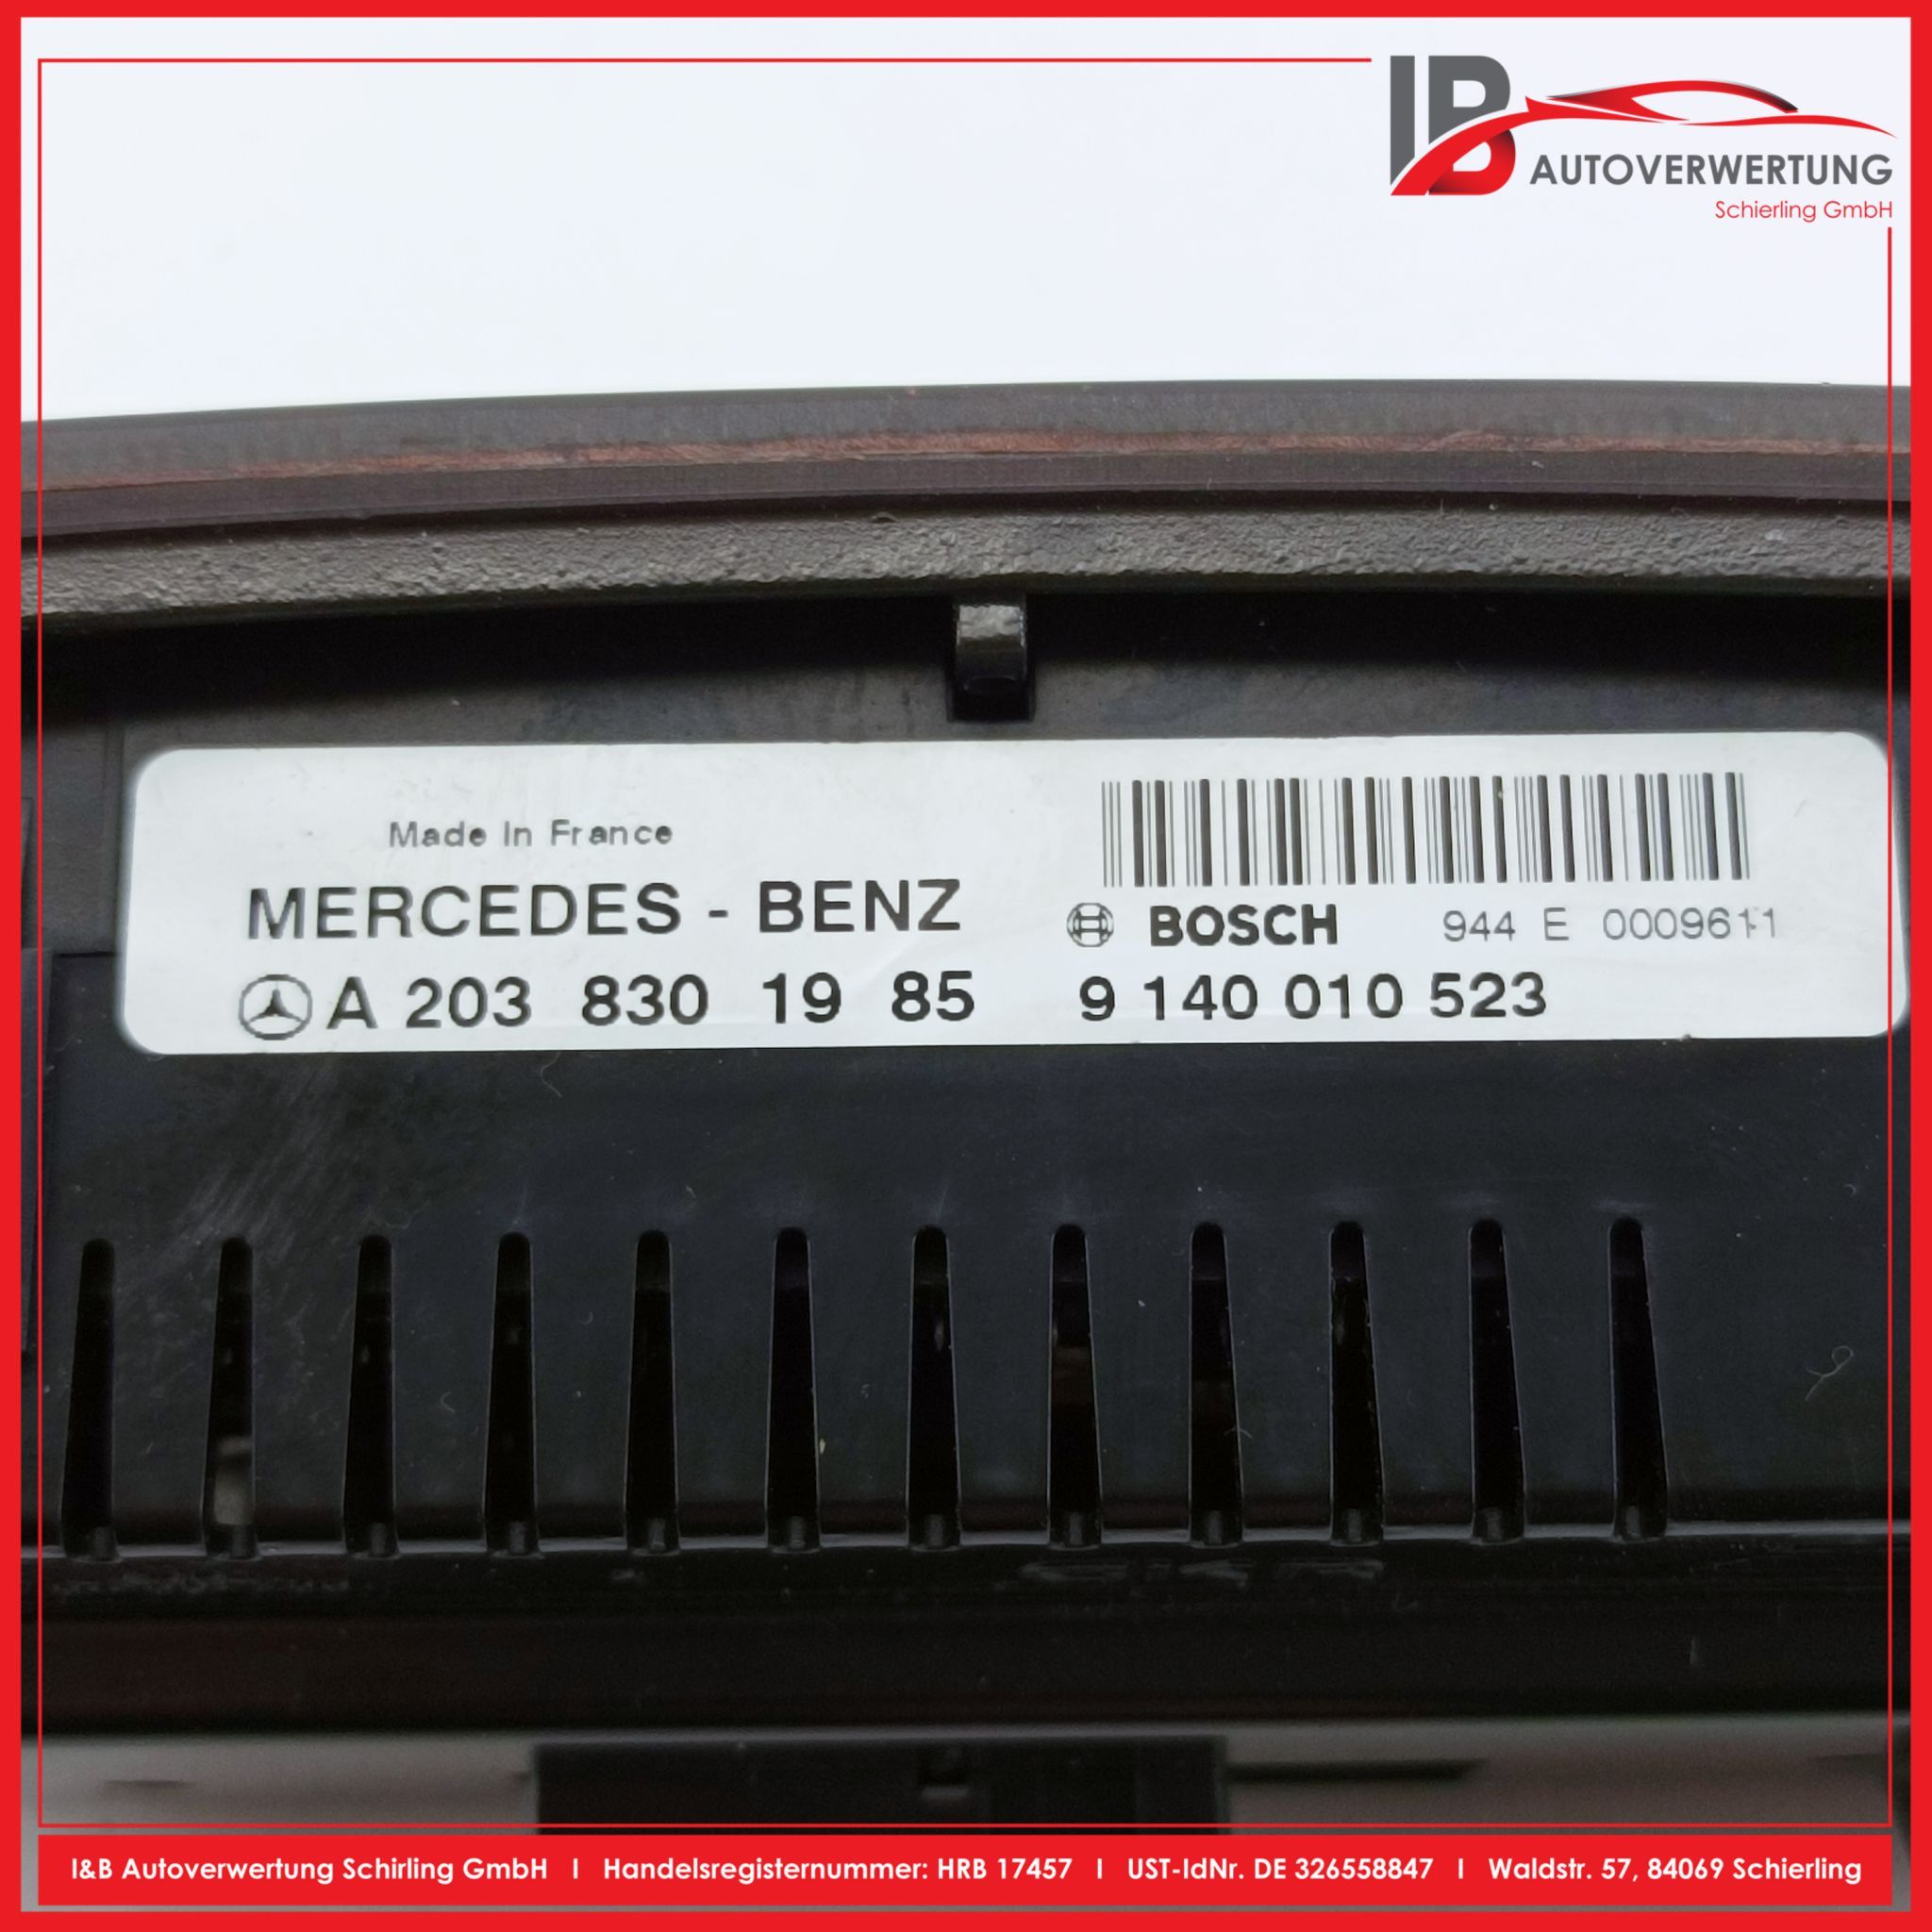 IB AUTOVERWERTUNG
Schierling GmbH
Made In France
MERCEDES - BENZ
A 203 830 19 85
BOSCH 944 E 0009611
9 140 010 523
I&B Autoverwertung Schirling GmbH I Handelsregisternummer: HRB 17457 I UST-IdNr. DE 326558847 I Waldstr. 57, 84069 Schierling